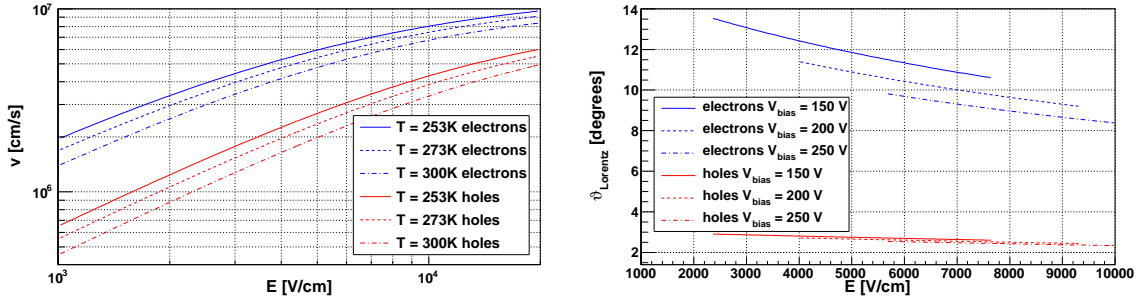 v [cm/s]
10⁷
10⁶
T = 253K electrons
T = 273K electrons
T = 300K electrons
T = 253K holes
T = 273K holes
T = 300K holes
10³
10⁴
E [V/cm]
ϑLorentz [degrees]
14
12
10
8
6
4
2
electrons Vbias = 150 V
electrons Vbias = 200 V
electrons Vbias = 250 V
holes Vbias = 150 V
holes Vbias = 200 V
holes Vbias = 250 V
1000 2000 3000 4000 5000 6000 7000 8000 9000 10000
E [V/cm]